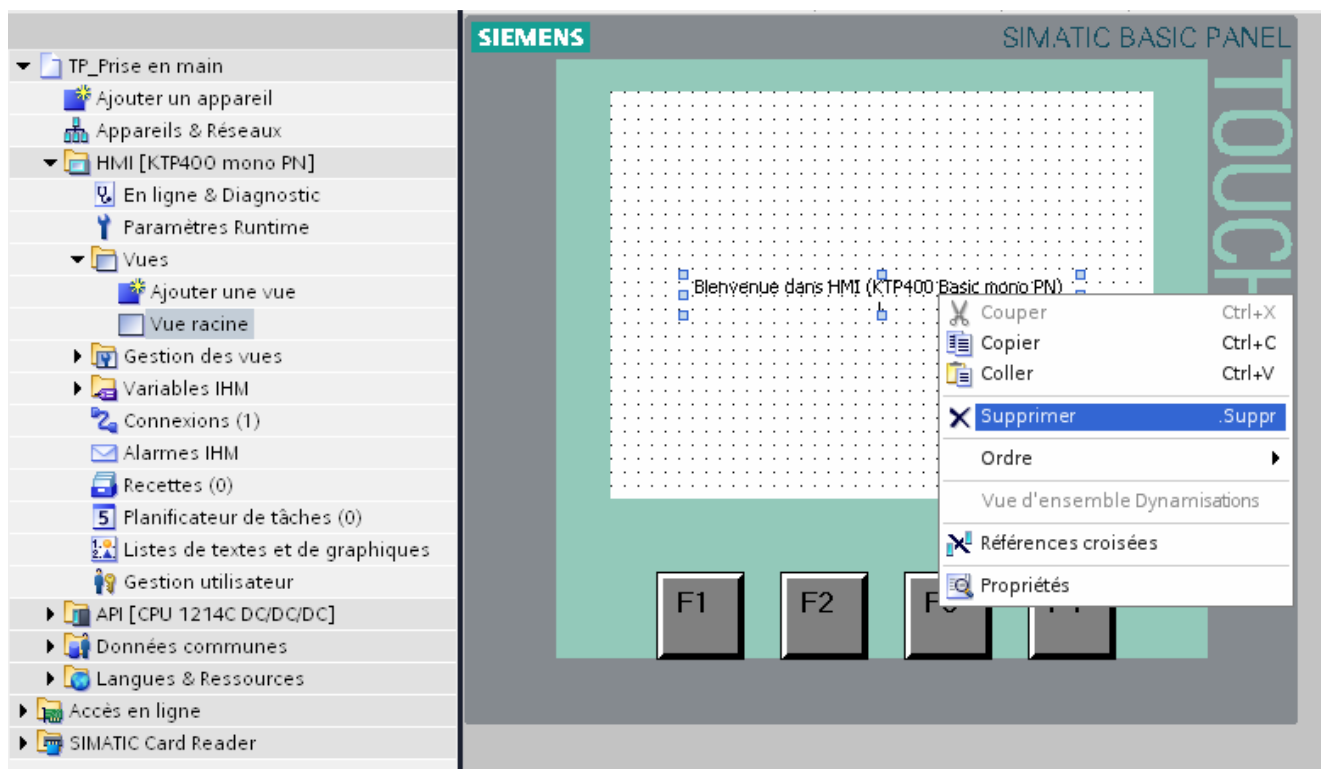 TP_Prise en main
Ajouter un appareil
Appareils & Réseaux
HMI [KTP400 mono PN]
En ligne & Diagnostic
Paramètres Runtime
Vues
Ajouter une vue
Vue racine
Gestion des vues
Variables IHM
Connexions (1)
Alarmes IHM
Recettes (0)
5 Planificateur de tâches (0)
Listes de textes et de graphiques
Gestion utilisateur
API [CPU 1214C DC/DC/DC]
Données communes
Langues & Ressources
Accès en ligne
SIMATIC Card Reader
SIEMENS
SIMATIC BASIC PANEL
TOUCH
Bienvenue dans HMI (KTP400 Basic mono PN)
Couper Ctrl+X
Copier Ctrl+C
Coller Ctrl+V
Supprimer .Suppr
Ordre
Vue d'ensemble Dynamisations
Références croisées
Propriétés
F1 F2